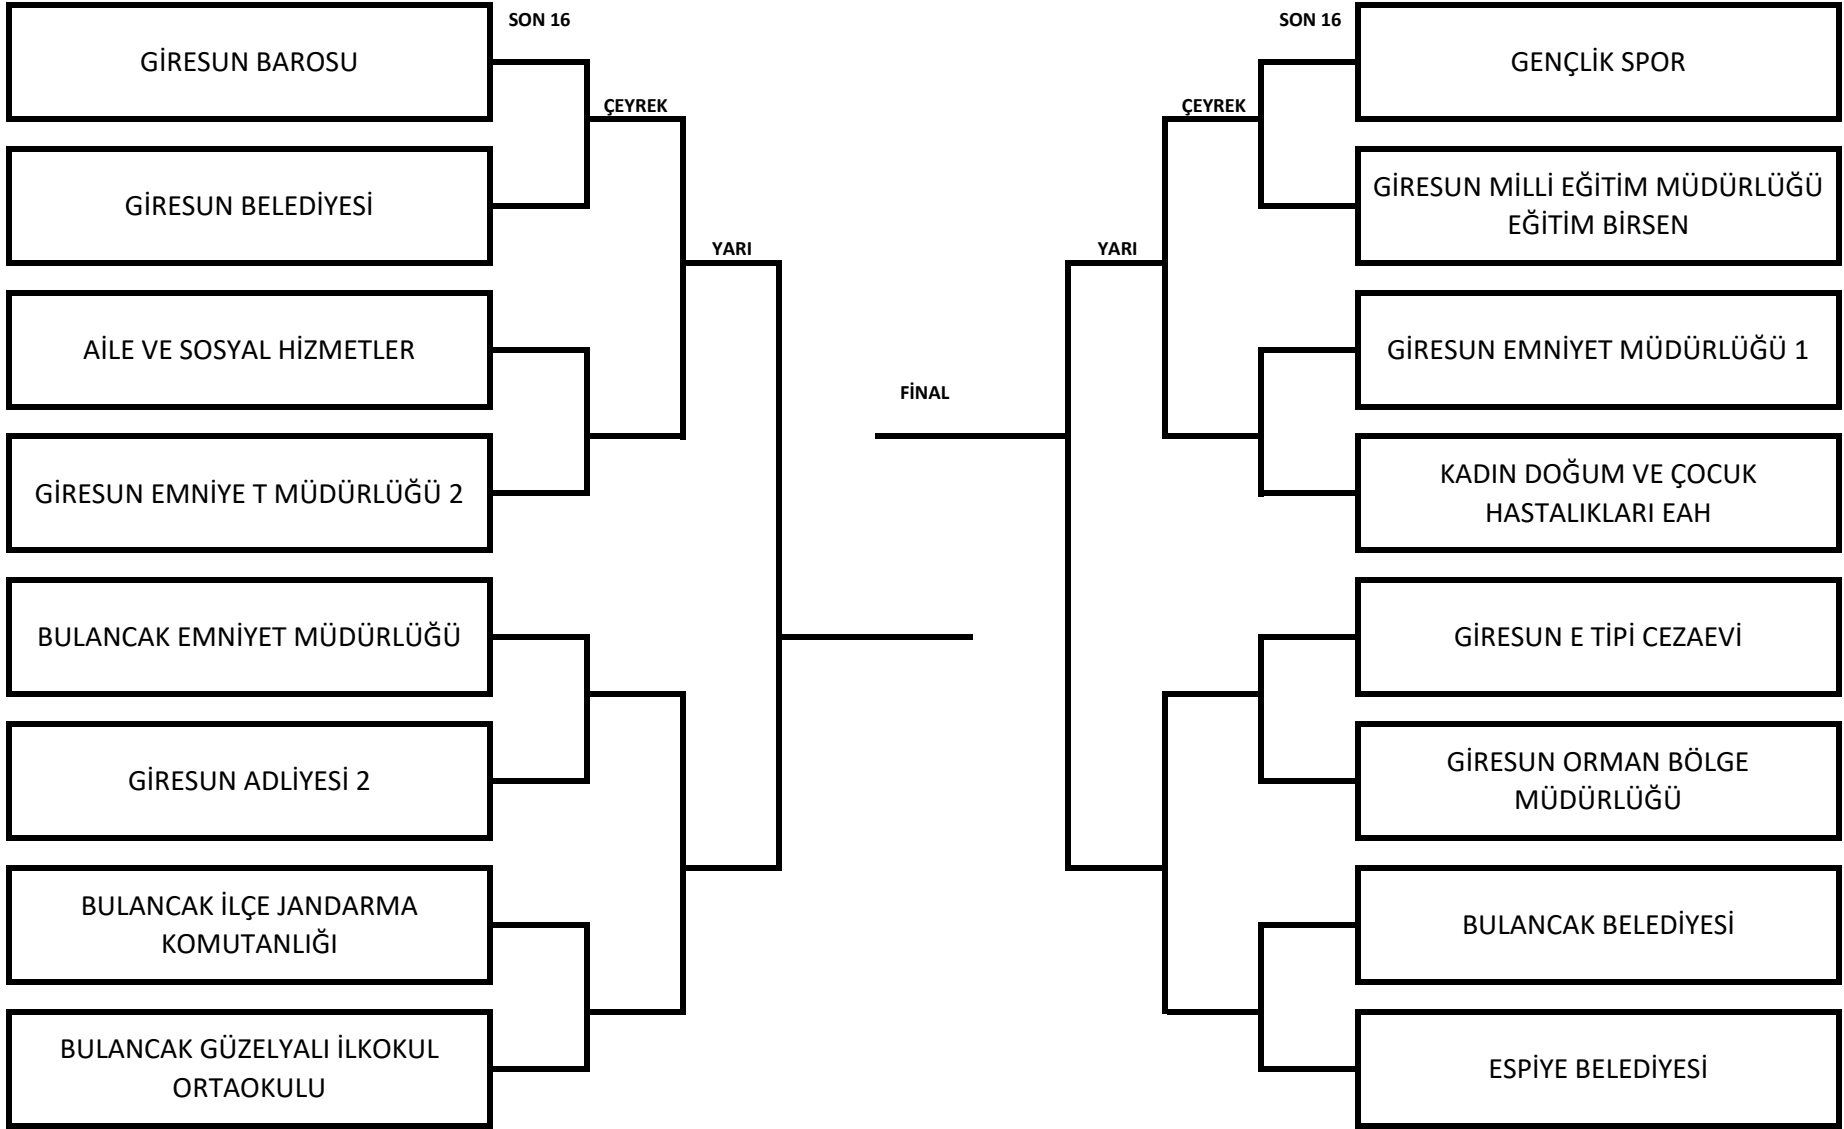 SON 16
SON 16
GİRESUN BAROSU
GENÇLİK SPOR
ÇEYREK
ÇEYREK
GİRESUN BELEDİYESİ
GİRESUN MİLLİ EĞİTİM MÜDÜRLÜĞÜ
EĞİTİM BİRSEN
YARI
YARI
AİLE VE SOSYAL HİZMETLER
GİRESUN EMNİYET MÜDÜRLÜĞÜ 1
FİNAL
GİRESUN EMNİYE T MÜDÜRLÜĞÜ 2
KADIN DOĞUM VE ÇOCUK
HASTALIKLARI EAH
BULANCAK EMNİYET MÜDÜRLÜĞÜ
GİRESUN E TİPİ CEZAEVİ
GİRESUN ADLİYESİ 2
GİRESUN ORMAN BÖLGE
MÜDÜRLÜĞÜ
BULANCAK İLÇE JANDARMA
KOMUTANLIĞI
BULANCAK BELEDİYESİ
BULANCAK GÜZELYALI İLKOKUL
ORTAOKULU
ESPİYE BELEDİYESİ